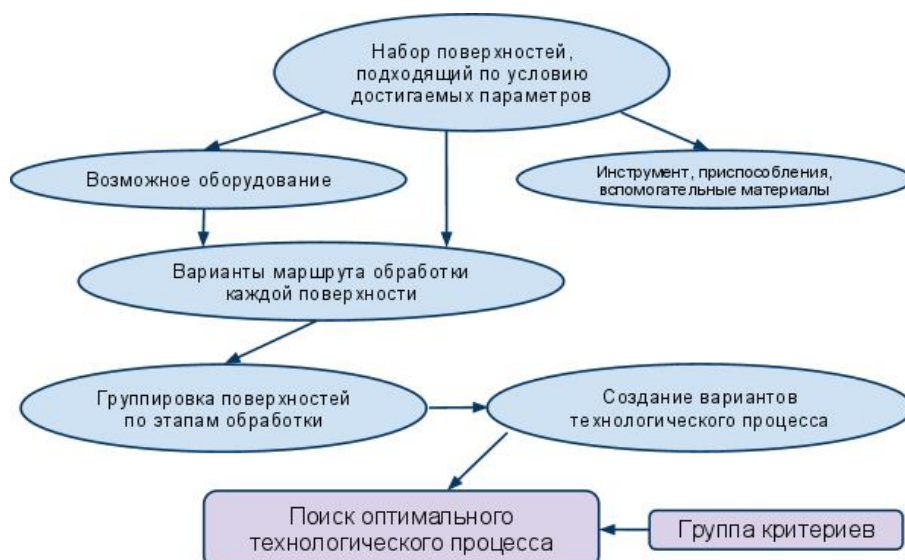 Набор поверхностей,
подходящий по условию
достигаемых параметров
Возможное оборудование
Инструмент, приспособления,
вспомогательные материалы
Варианты маршрута обработки
каждой поверхности
Группировка поверхностей
по этапам обработки
Создание вариантов
технологического процесса
Поиск оптимального
технологического процесса
Группа критериев